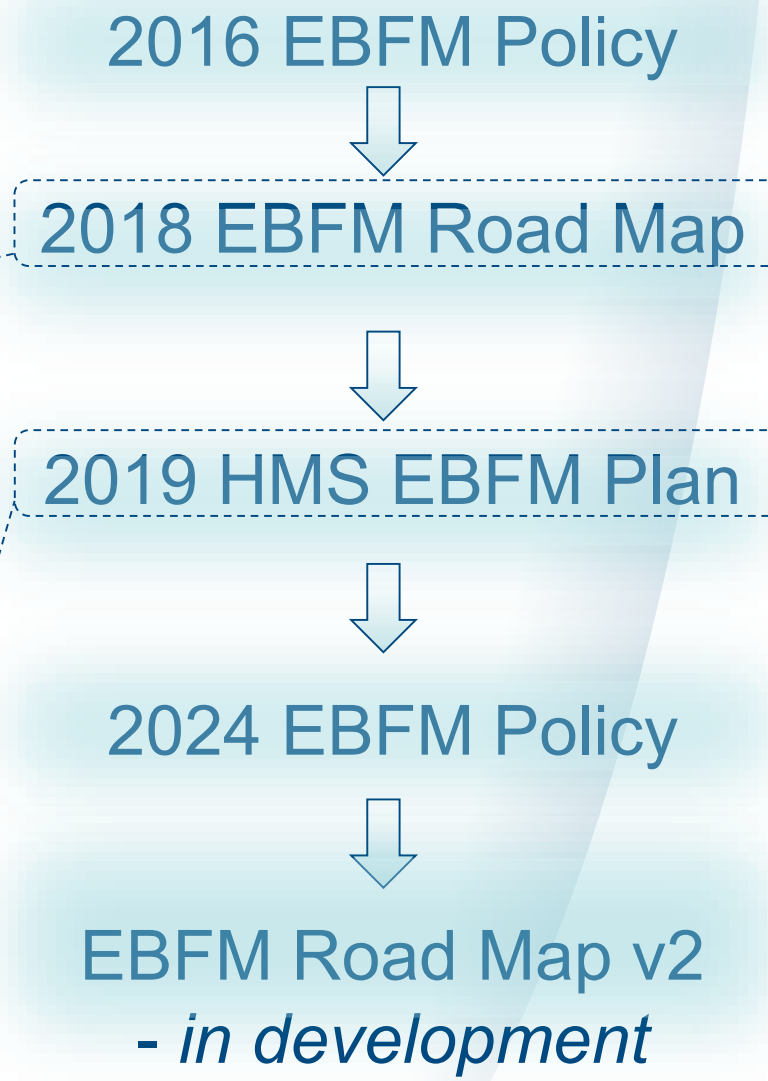 2016 EBFM Policy
2018 EBFM Road Map
2019 HMS EBFM Plan
2024 EBFM Policy
EBFM Road Map v2
- in development